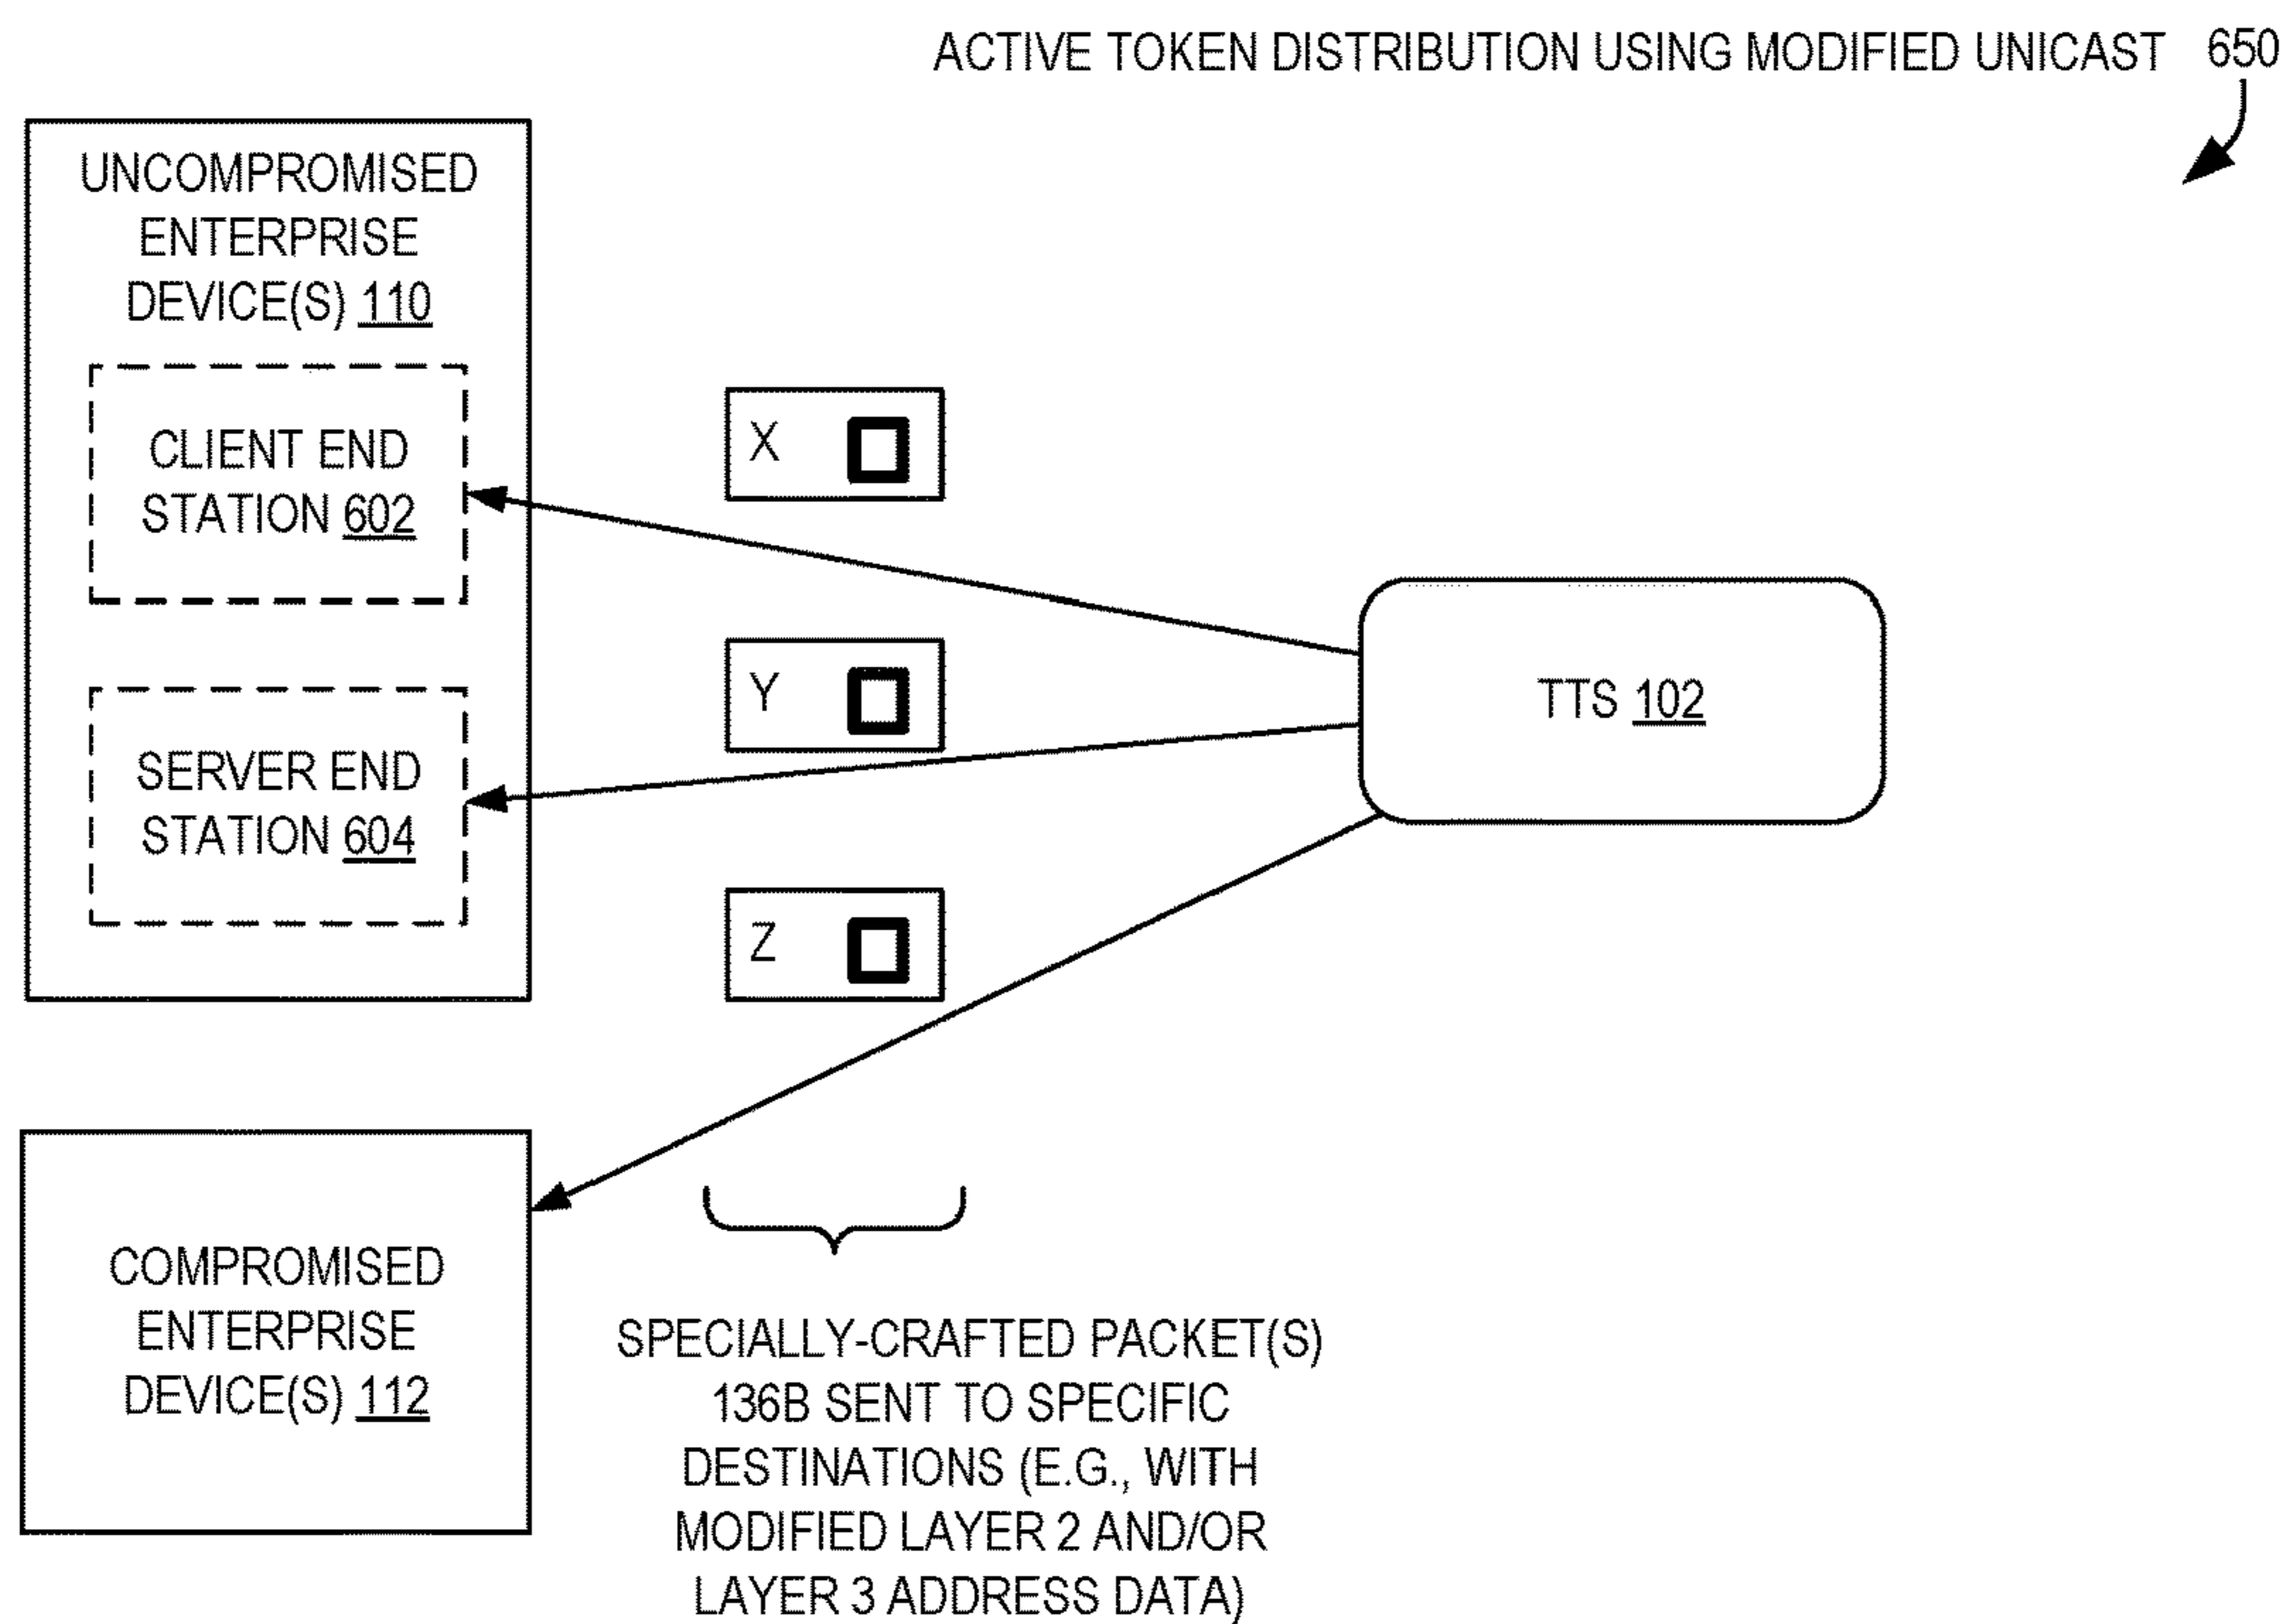 ACTIVE TOKEN DISTRIBUTION USING MODIFIED UNICAST 650
UNCOMPROMISED
ENTERPRISE
DEVICE(S) 110
CLIENT END
STATION 602
SERVER END
STATION 604
X
Y
Z
TTS 102
COMPROMISED
ENTERPRISE
DEVICE(S) 112
SPECIALLY-CRAFTED PACKET(S)
136B SENT TO SPECIFIC
DESTINATIONS (E.G., WITH
MODIFIED LAYER 2 AND/OR
LAYER 3 ADDRESS DATA)